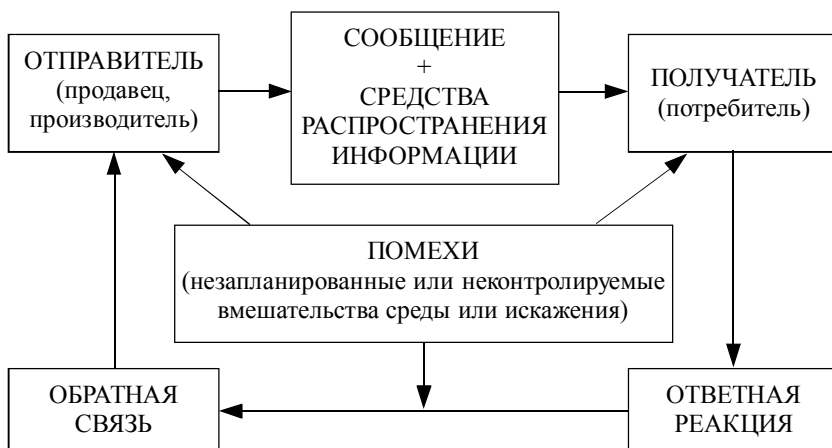 ОТПРАВИТЕЛЬ
(продавец,
производитель)
СООБЩЕНИЕ
+
СРЕДСТВА
РАСПРОСТРАНЕНИЯ
ИНФОРМАЦИИ
ПОЛУЧАТЕЛЬ
(потребитель)
ПОМЕХИ
(незапланированные или неконтролируемые
вмешательства среды или искажения)
ОБРАТНАЯ
СВЯЗЬ
ОТВЕТНАЯ
РЕАКЦИЯ